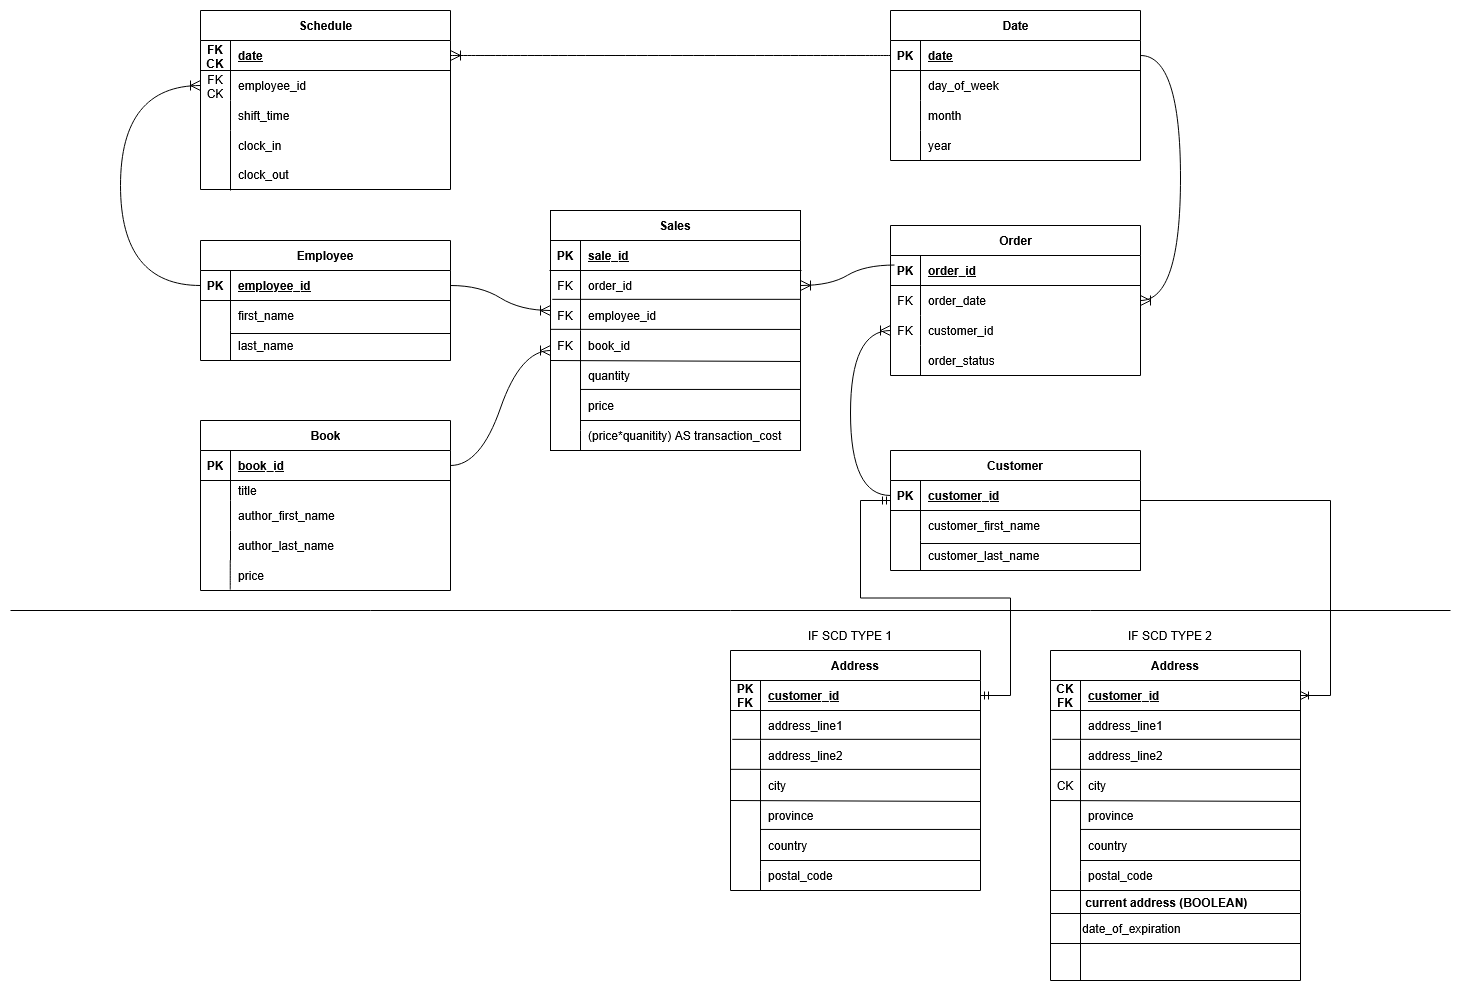 Schedule
FK
CK
date
FK
CK
employee_id
shift_time
clock_in
clock_out
Date
PK date
day_of_week
month
year
Employee
PK employee_id
first_name
last_name
Sales
PK sale_id
FK order_id
FK employee_id
FK book_id
quantity
price
(price*quanitity) AS transaction_cost
Order
PK order_id
FK order_date
FK customer_id
order_status
Book
PK book_id
title
author_first_name
author_last_name
price
Customer
PK customer_id
customer_first_name
customer_last_name
IF SCD TYPE 1
Address
PK
FK
customer_id
address_line1
address_line2
city
province
country
postal_code
IF SCD TYPE 2
Address
CK
FK
customer_id
address_line1
address_line2
CK city
province
country
postal_code
current address (BOOLEAN)
date_of_expiration